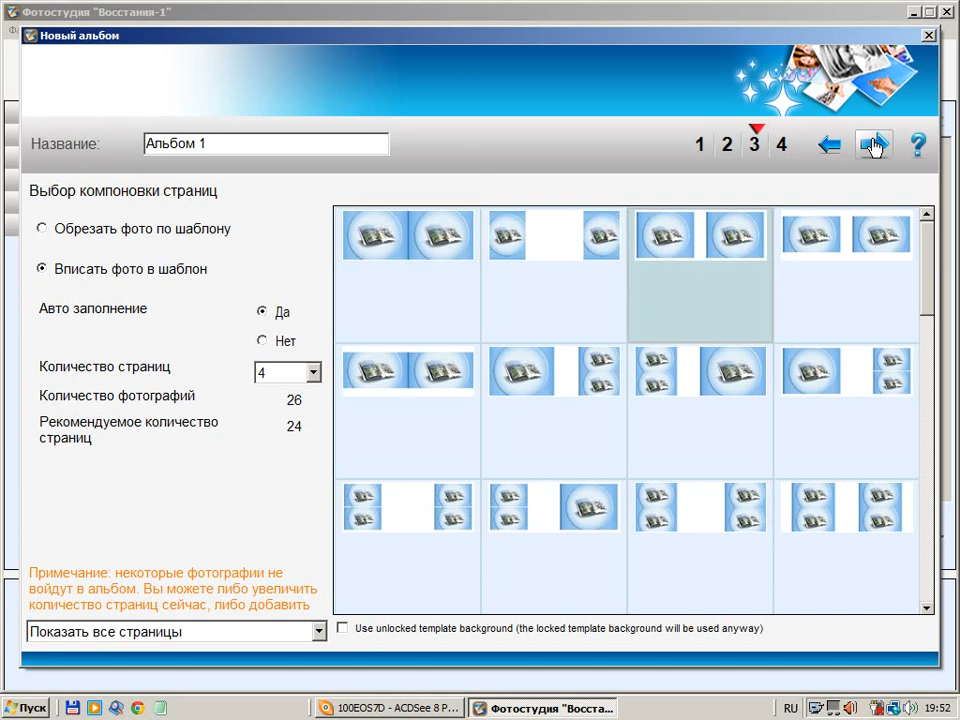 Фотостудия "Восстания-1"
Новый альбом
Название: Альбом 1 1 2 3 4 ?
Выбор компоновки страниц
Обрезать фото по шаблону
Вписать фото в шаблон
Авто заполнение Да
Нет
Количество страниц 4
Количество фотографий 26
Рекомендуемое количество страниц 24
Примечание: некоторые фотографии не
войдут в альбом. Вы можете либо увеличить
количество страниц сейчас, либо добавить
Показать все страницы
Use unlocked template background (the locked template background will be used anyway)
Пуск 100EOS7D - ACDSee 8 P... Фотостудия "Восста... RU 19:52